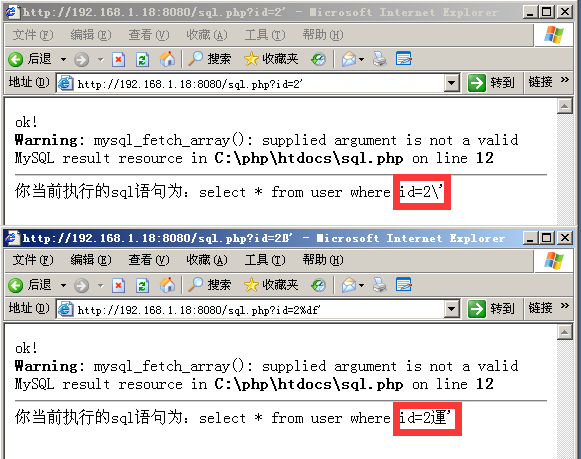 http://192.168.1.18:8080/sql.php?id=2' - Microsoft Internet Explorer
文件(F) 编辑(E) 查看(V) 收藏(A) 工具(T) 帮助(H)
后退 搜索 收藏夹
地址(D) http://192.168.1.18:8080/sql.php?id=2' 转到 链接 »
ok!
Warning: mysql_fetch_array(): supplied argument is not a valid
MySQL result resource in C:\php\htdocs\sql.php on line 12
你当前执行的sql语句为：select * from user where id=2\'
http://192.168.1.18:8080/sql.php?id=2ß' - Microsoft Internet Explorer
文件(F) 编辑(E) 查看(V) 收藏(A) 工具(T) 帮助(H)
后退 搜索 收藏夹
地址(D) http://192.168.1.18:8080/sql.php?id=2%df' 转到 链接 »
ok!
Warning: mysql_fetch_array(): supplied argument is not a valid
MySQL result resource in C:\php\htdocs\sql.php on line 12
你当前执行的sql语句为：select * from user where id=2運'